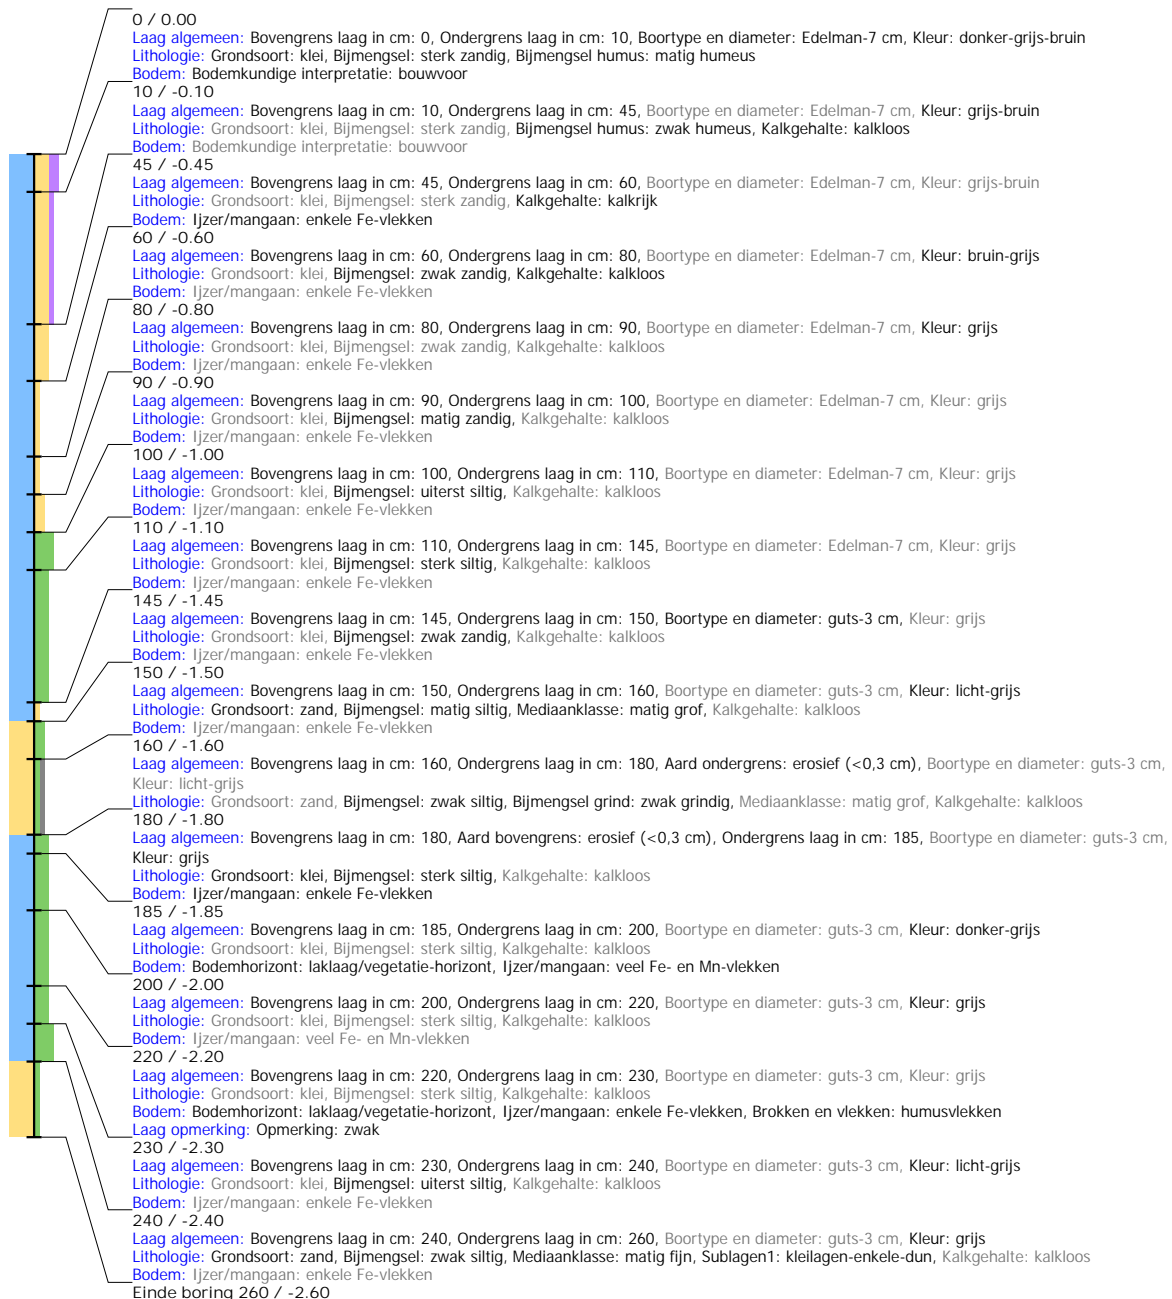 0 / 0.00
Laag algemeen: Bovengrens laag in cm: 0, Ondergrens laag in cm: 10, Boortype en diameter: Edelman-7 cm, Kleur: donker-grijs-bruin
Lithologie: Grondsoort: klei, Bijmengsel: sterk zandig, Bijmengsel humus: matig humeus
Bodem: Bodemkundige interpretatie: bouwvoor
10 / -0.10
Laag algemeen: Bovengrens laag in cm: 10, Ondergrens laag in cm: 45, Boortype en diameter: Edelman-7 cm, Kleur: grijs-bruin
Lithologie: Grondsoort: klei, Bijmengsel: sterk zandig, Bijmengsel humus: zwak humeus, Kalkgehalte: kalkloos
Bodem: Bodemkundige interpretatie: bouwvoor
45 / -0.45
Laag algemeen: Bovengrens laag in cm: 45, Ondergrens laag in cm: 60, Boortype en diameter: Edelman-7 cm, Kleur: grijs-bruin
Lithologie: Grondsoort: klei, Bijmengsel: sterk zandig, Kalkgehalte: kalkrijk
Bodem: Ijzer/mangaan: enkele Fe-vlekken
60 / -0.60
Laag algemeen: Bovengrens laag in cm: 60, Ondergrens laag in cm: 80, Boortype en diameter: Edelman-7 cm, Kleur: bruin-grijs
Lithologie: Grondsoort: klei, Bijmengsel: zwak zandig, Kalkgehalte: kalkloos
Bodem: Ijzer/mangaan: enkele Fe-vlekken
80 / -0.80
Laag algemeen: Bovengrens laag in cm: 80, Ondergrens laag in cm: 90, Boortype en diameter: Edelman-7 cm, Kleur: grijs
Lithologie: Grondsoort: klei, Bijmengsel: zwak zandig, Kalkgehalte: kalkloos
Bodem: Ijzer/mangaan: enkele Fe-vlekken
90 / -0.90
Laag algemeen: Bovengrens laag in cm: 90, Ondergrens laag in cm: 100, Boortype en diameter: Edelman-7 cm, Kleur: grijs
Lithologie: Grondsoort: klei, Bijmengsel: matig zandig, Kalkgehalte: kalkloos
Bodem: Ijzer/mangaan: enkele Fe-vlekken
100 / -1.00
Laag algemeen: Bovengrens laag in cm: 100, Ondergrens laag in cm: 110, Boortype en diameter: Edelman-7 cm, Kleur: grijs
Lithologie: Grondsoort: klei, Bijmengsel: uiterst siltig, Kalkgehalte: kalkloos
Bodem: Ijzer/mangaan: enkele Fe-vlekken
110 / -1.10
Laag algemeen: Bovengrens laag in cm: 110, Ondergrens laag in cm: 145, Boortype en diameter: Edelman-7 cm, Kleur: grijs
Lithologie: Grondsoort: klei, Bijmengsel: sterk siltig, Kalkgehalte: kalkloos
Bodem: Ijzer/mangaan: enkele Fe-vlekken
145 / -1.45
Laag algemeen: Bovengrens laag in cm: 145, Ondergrens laag in cm: 150, Boortype en diameter: guts-3 cm, Kleur: grijs
Lithologie: Grondsoort: klei, Bijmengsel: zwak zandig, Kalkgehalte: kalkloos
Bodem: Ijzer/mangaan: enkele Fe-vlekken
150 / -1.50
Laag algemeen: Bovengrens laag in cm: 150, Ondergrens laag in cm: 160, Boortype en diameter: guts-3 cm, Kleur: licht-grijs
Lithologie: Grondsoort: zand, Bijmengsel: matig siltig, Mediaanklasse: matig grof, Kalkgehalte: kalkloos
Bodem: Ijzer/mangaan: enkele Fe-vlekken
160 / -1.60
Laag algemeen: Bovengrens laag in cm: 160, Ondergrens laag in cm: 180, Aard ondergrens: erosief (<0,3 cm), Boortype en diameter: guts-3 cm,
Kleur: licht-grijs
Lithologie: Grondsoort: zand, Bijmengsel: zwak siltig, Bijmengsel grind: zwak grindig, Mediaanklasse: matig grof, Kalkgehalte: kalkloos
180 / -1.80
Laag algemeen: Bovengrens laag in cm: 180, Aard bovengrens: erosief (<0,3 cm), Ondergrens laag in cm: 185, Boortype en diameter: guts-3 cm,
Kleur: grijs
Lithologie: Grondsoort: klei, Bijmengsel: sterk siltig, Kalkgehalte: kalkloos
Bodem: Ijzer/mangaan: enkele Fe-vlekken
185 / -1.85
Laag algemeen: Bovengrens laag in cm: 185, Ondergrens laag in cm: 200, Boortype en diameter: guts-3 cm, Kleur: donker-grijs
Lithologie: Grondsoort: klei, Bijmengsel: sterk siltig, Kalkgehalte: kalkloos
Bodem: Bodemhorizont: laklaag/vegetatie-horizont, Ijzer/mangaan: veel Fe- en Mn-vlekken
200 / -2.00
Laag algemeen: Bovengrens laag in cm: 200, Ondergrens laag in cm: 220, Boortype en diameter: guts-3 cm, Kleur: grijs
Lithologie: Grondsoort: klei, Bijmengsel: sterk siltig, Kalkgehalte: kalkloos
Bodem: Ijzer/mangaan: veel Fe- en Mn-vlekken
220 / -2.20
Laag algemeen: Bovengrens laag in cm: 220, Ondergrens laag in cm: 230, Boortype en diameter: guts-3 cm, Kleur: grijs
Lithologie: Grondsoort: klei, Bijmengsel: sterk siltig, Kalkgehalte: kalkloos
Bodem: Bodemhorizont: laklaag/vegetatie-horizont, Ijzer/mangaan: enkele Fe-vlekken, Brokken en vlekken: humusvlekken
Laag opmerking: Opmerking: zwak
230 / -2.30
Laag algemeen: Bovengrens laag in cm: 230, Ondergrens laag in cm: 240, Boortype en diameter: guts-3 cm, Kleur: licht-grijs
Lithologie: Grondsoort: klei, Bijmengsel: uiterst siltig, Kalkgehalte: kalkloos
Bodem: Ijzer/mangaan: enkele Fe-vlekken
240 / -2.40
Laag algemeen: Bovengrens laag in cm: 240, Ondergrens laag in cm: 260, Boortype en diameter: guts-3 cm, Kleur: grijs
Lithologie: Grondsoort: zand, Bijmengsel: zwak siltig, Mediaanklasse: matig fijn, Sublagen1: kleilagen-enkele-dun, Kalkgehalte: kalkloos
Bodem: Ijzer/mangaan: enkele Fe-vlekken
Einde boring 260 / -2.60